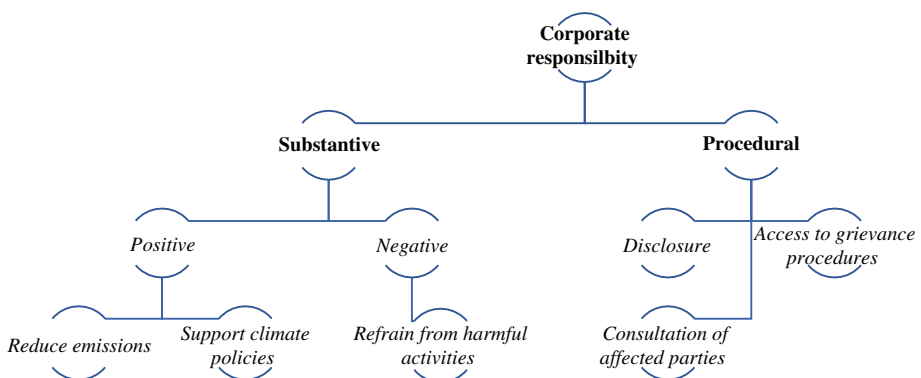 Corporate
responsilbity
Substantive
Procedural
Positive
Negative
Disclosure
Access to grievance
procedures
Reduce emissions
Support climate
policies
Refrain from harmful
activities
Consultation of
affected parties